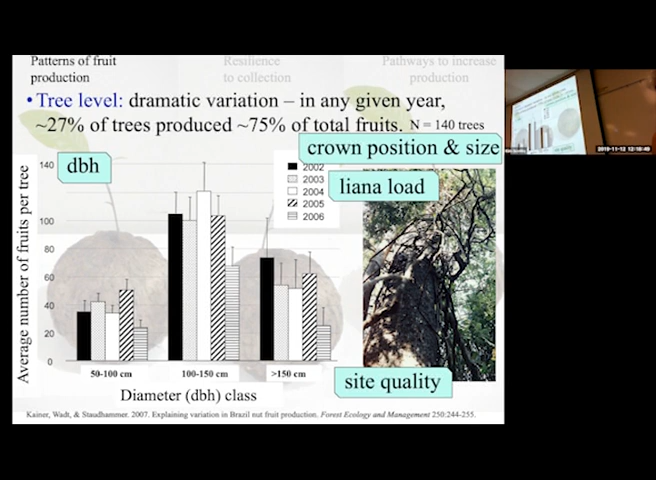 Patterns of fruit
production
Resilience
to collection
Pathways to increase
production
• Tree level: dramatic variation – in any given year,
~27% of trees produced ~75% of total fruits. N = 140 trees
crown position & size
dbh
liana load
2002
2003
2004
2005
2006
Average number of fruits per tree
140
100
80
60
40
20
0
50-100 cm
100-150 cm
>150 cm
Diameter (dbh) class
site quality
Kainer, Wadt, & Staudhammer. 2007. Explaining variation in Brazil nut fruit production. Forest Ecology and Management 250:244-255.